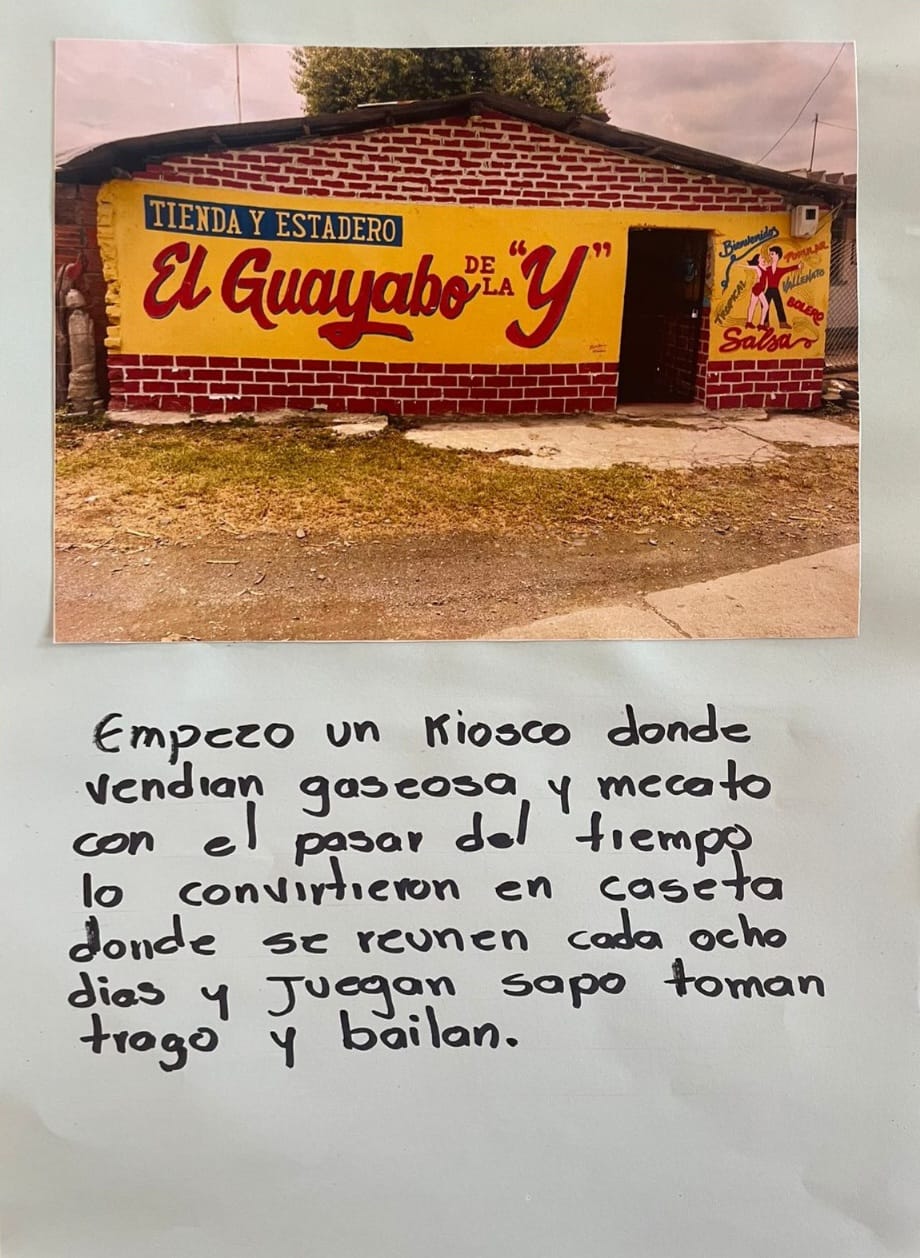 TIENDA Y ESTADERO
El Guayabo DE LA "Y"
Bienvenidos
POPULAR
TROPICAL
VALLENATO
BOLERO
Salsa
Empezo un Kiosco donde
vendian gaseosa y mecato
con el pasar del tiempo
lo convirtieron en caseta
donde se reunen cada ocho
dias y Juegan sapo toman
trago y bailan.